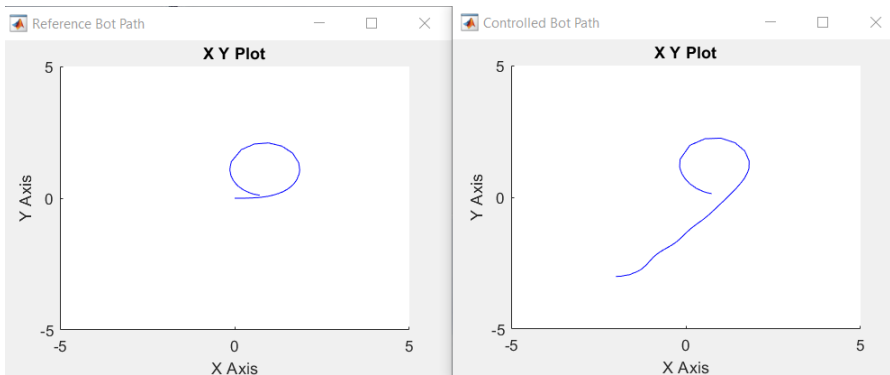 Reference Bot Path
X Y Plot
5
Y Axis
0
-5
-5 0 5
X Axis
Controlled Bot Path
X Y Plot
5
Y Axis
0
-5
-5 0 5
X Axis